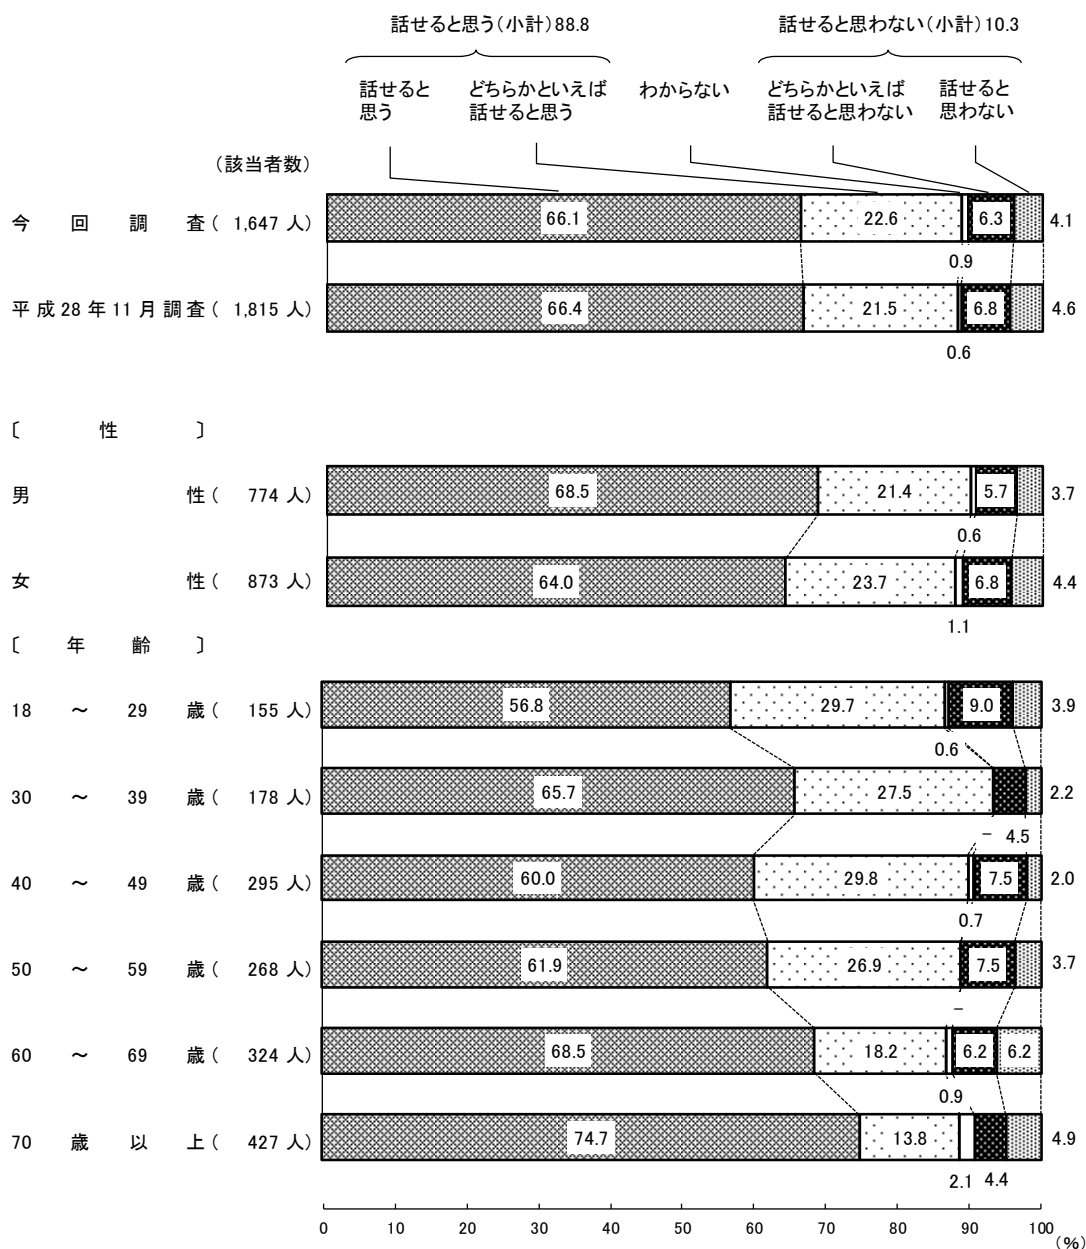 話せると思う(小計)88.8 話せると思わない(小計)10.3
話せると思う どちらかといえば話せると思う わからない どちらかといえば話せると思わない 話せると思わない
(該当者数)
今回調査( 1,647 人) 66.1 22.6 6.3 4.1
0.9
平成28年11月調査( 1,815 人) 66.4 21.5 6.8 4.6
0.6
〔 性 〕
男性( 774 人) 68.5 21.4 5.7 3.7
0.6
女性( 873 人) 64.0 23.7 6.8 4.4
1.1
〔 年齢 〕
18 ～ 29 歳( 155 人) 56.8 29.7 9.0 3.9
0.6
30 ～ 39 歳( 178 人) 65.7 27.5 2.2
－ 4.5
40 ～ 49 歳( 295 人) 60.0 29.8 7.5 2.0
0.7
50 ～ 59 歳( 268 人) 61.9 26.9 7.5 3.7
－
60 ～ 69 歳( 324 人) 68.5 18.2 6.2 6.2
0.9
70 歳以上( 427 人) 74.7 13.8 4.9
2.1 4.4
0 10 20 30 40 50 60 70 80 90 100
(%)